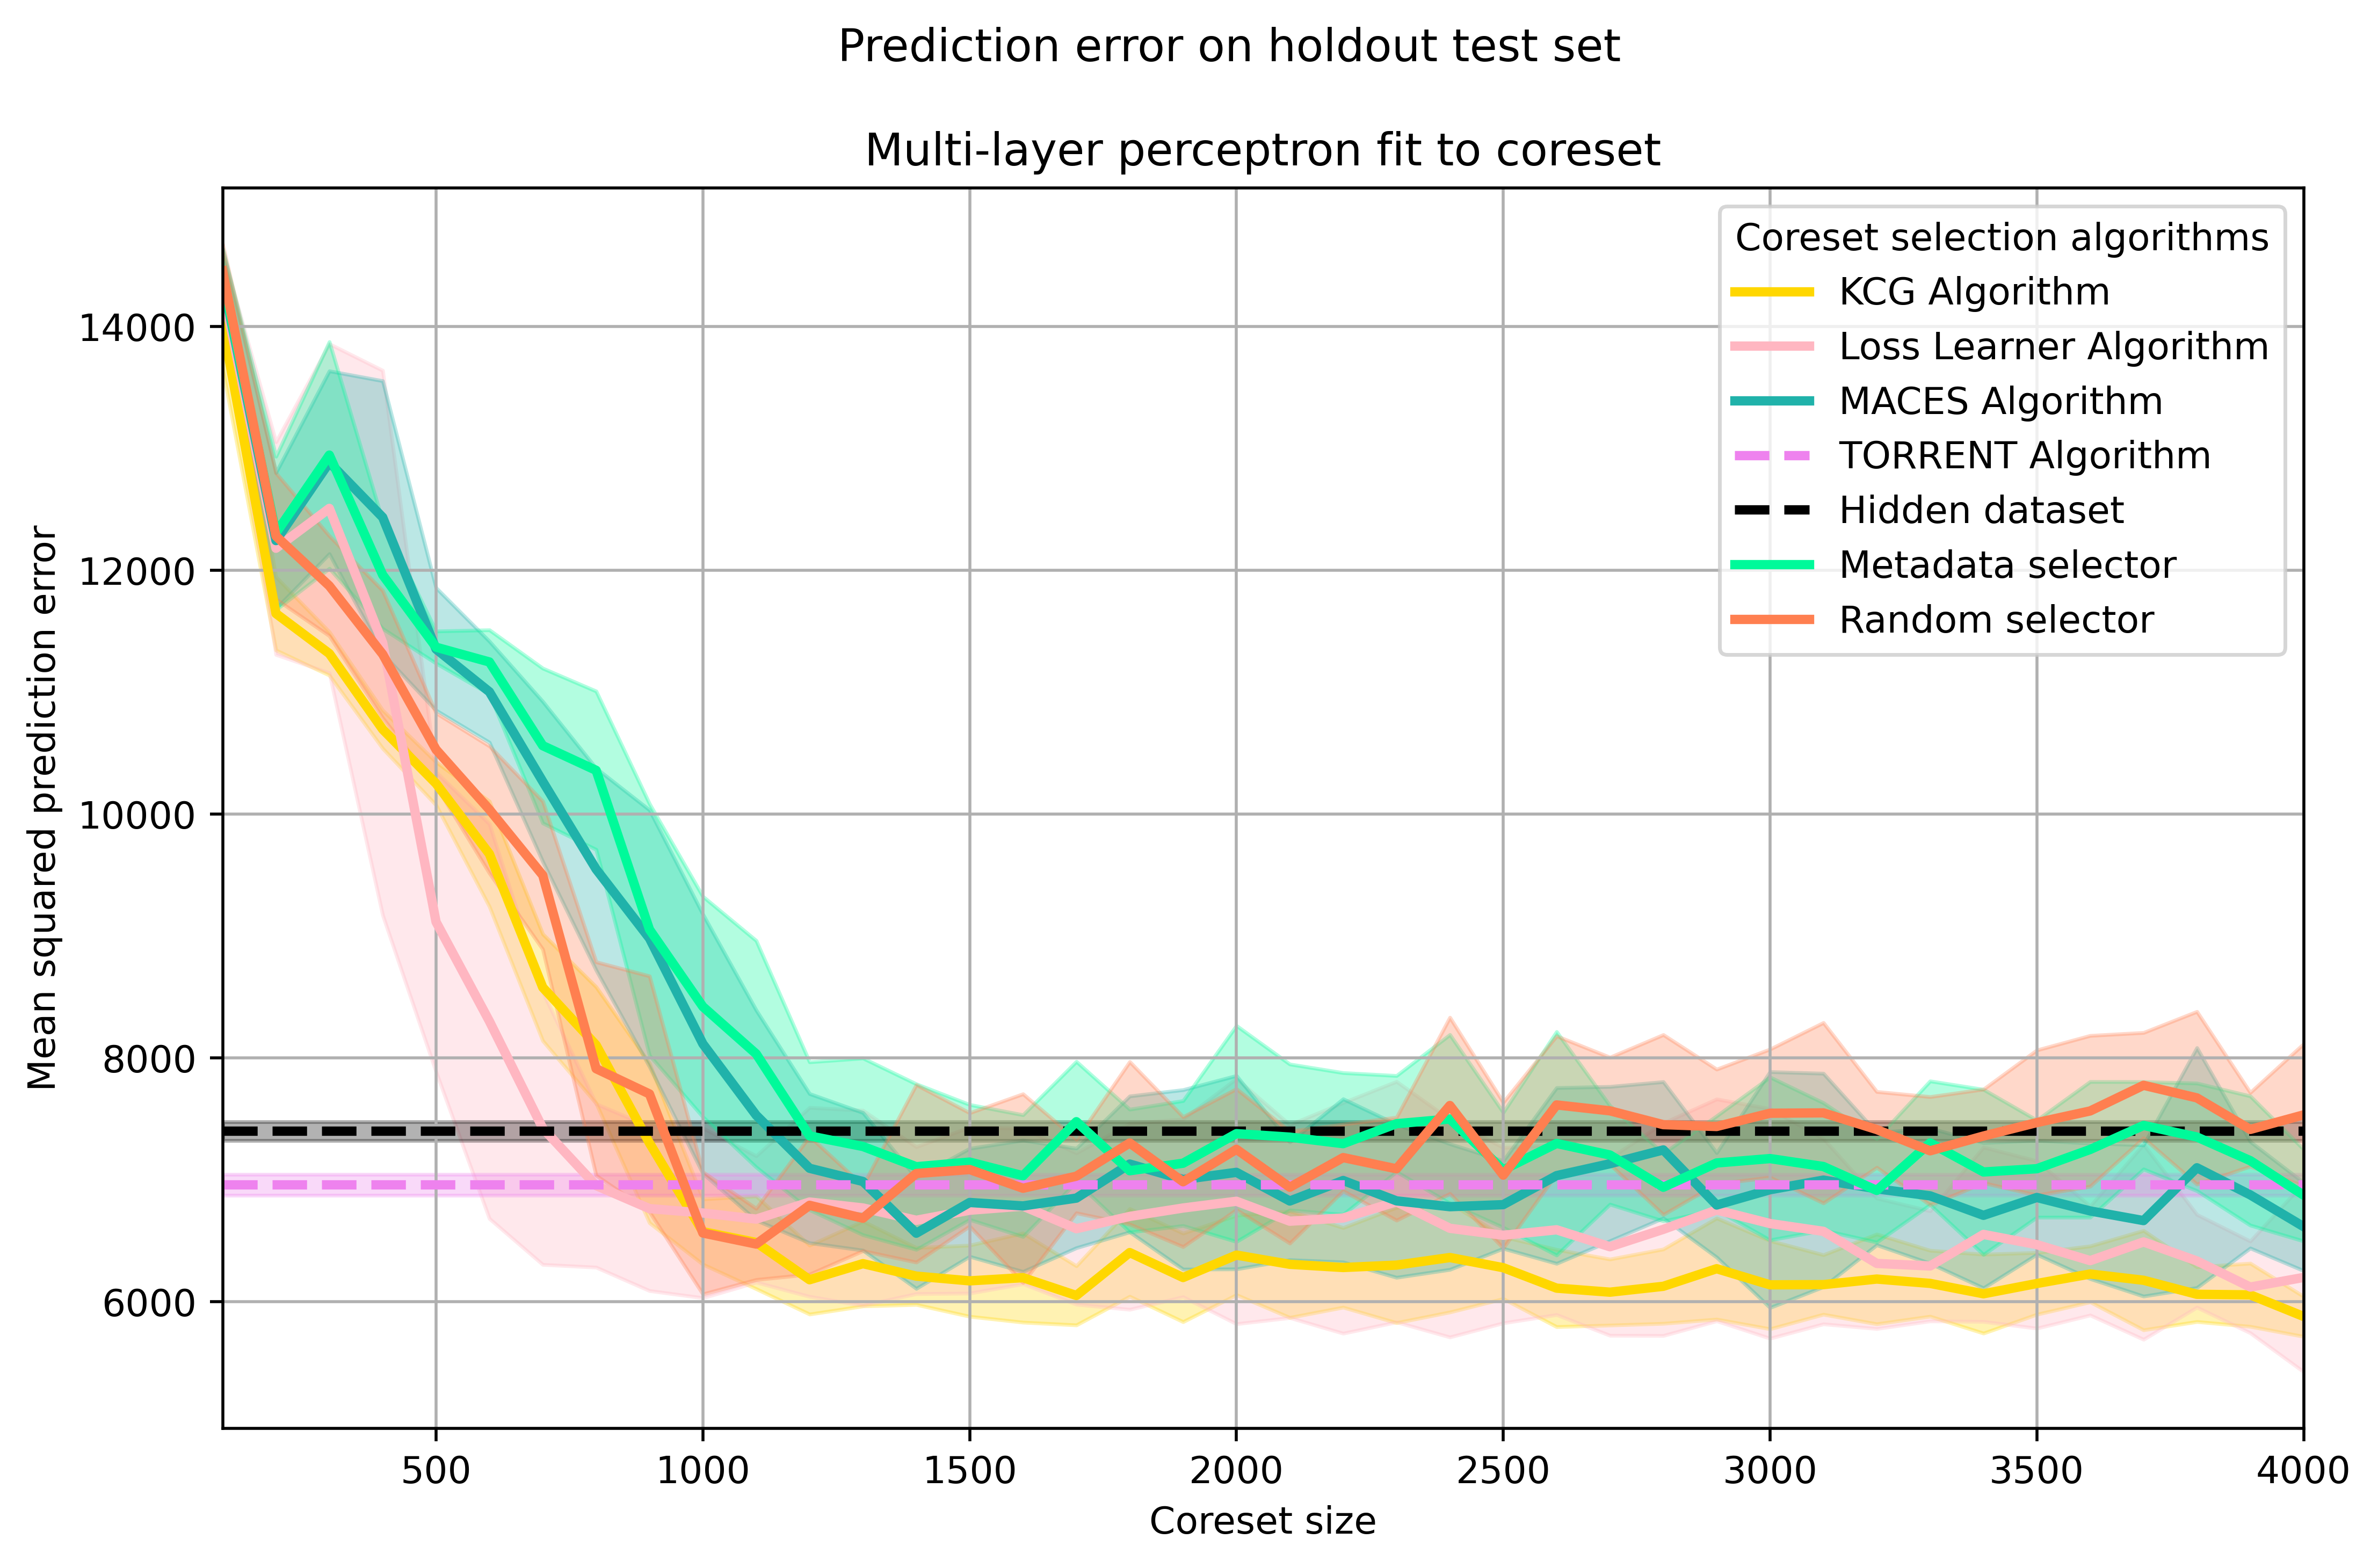 Prediction error on holdout test set
Multi-layer perceptron fit to coreset
Mean squared prediction error
14000
12000
10000
8000
6000
Coreset selection algorithms
KCG Algorithm
Loss Learner Algorithm
MACES Algorithm
TORRENT Algorithm
Hidden dataset
Metadata selector
Random selector
500 1000 1500 2000 2500 3000 3500 4000
Coreset size